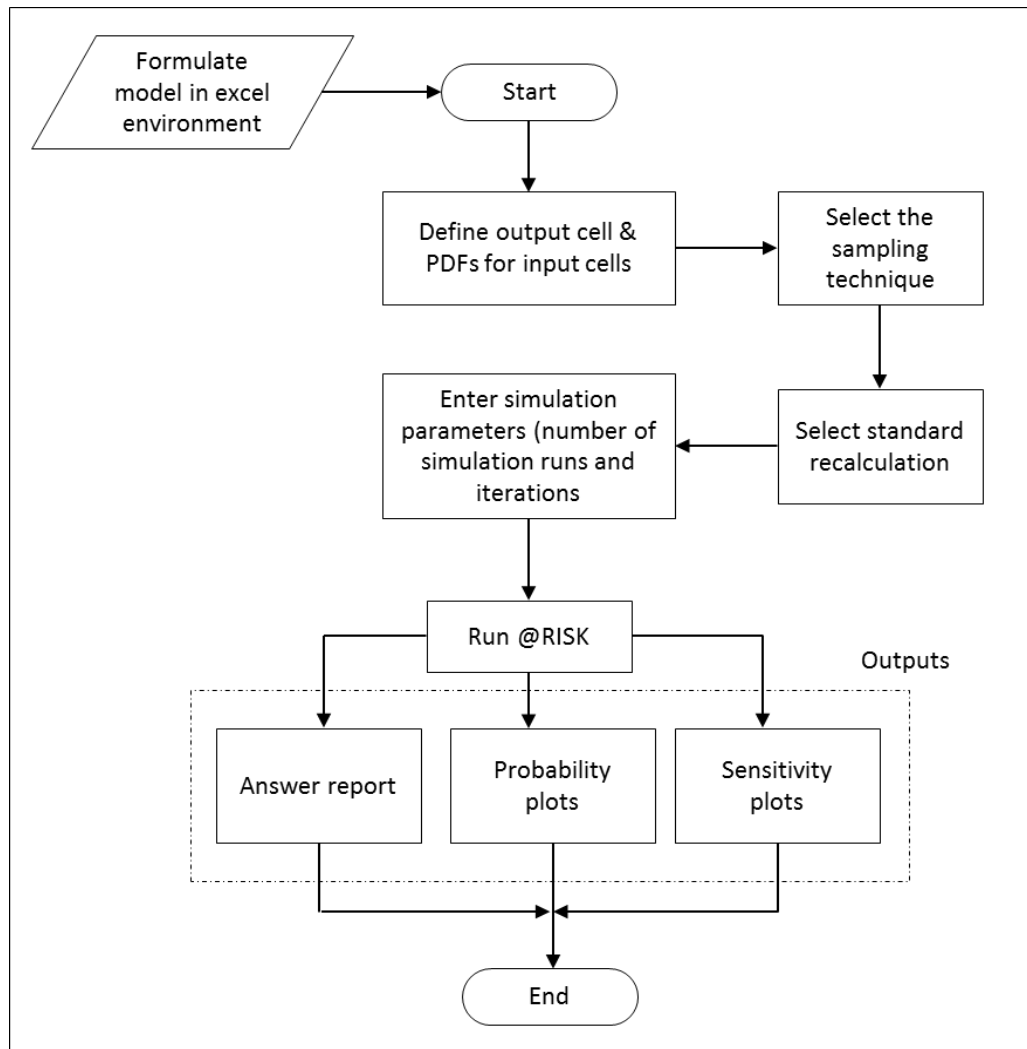 Formulate
model in excel
environment
Start
Define output cell &
PDFs for input cells
Select the
sampling
technique
Enter simulation
parameters (number of
simulation runs and
iterations
Select standard
recalculation
Run @RISK
Outputs
Answer report
Probability
plots
Sensitivity
plots
End